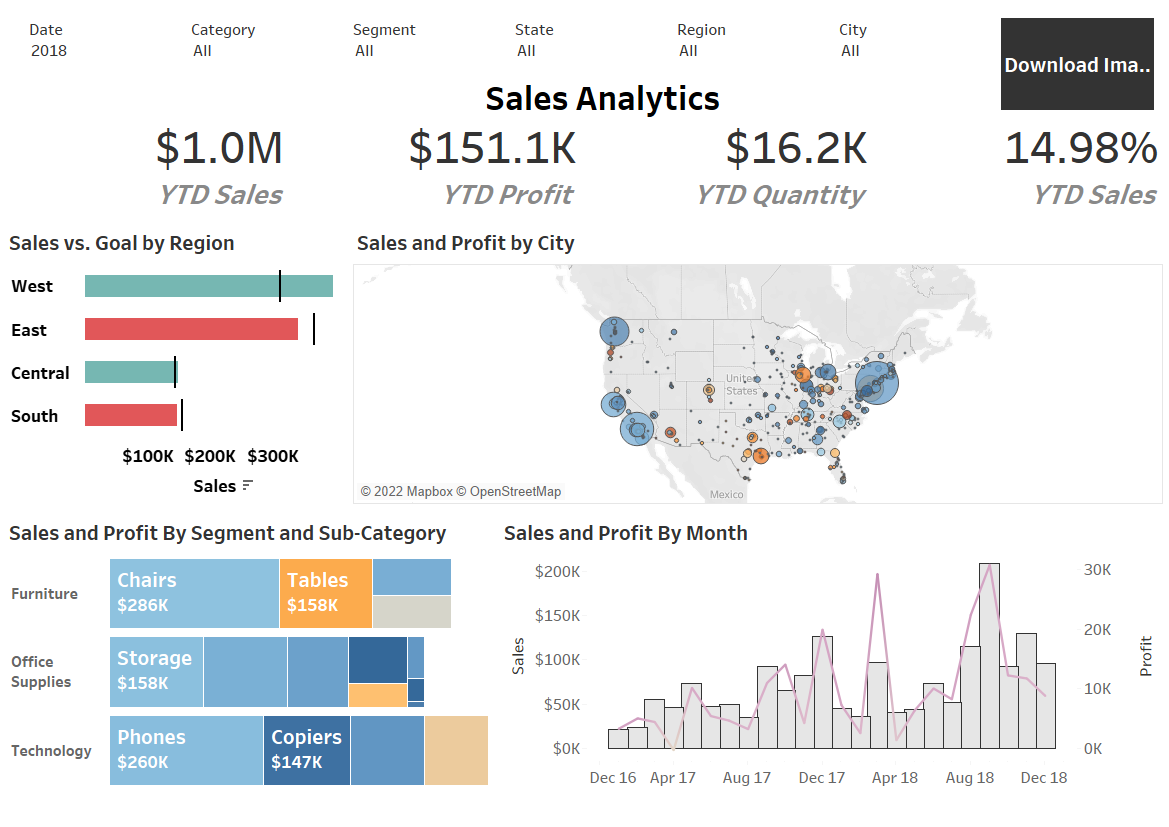 Date
Category
Segment
State
Region
City
2018
All
All
All
All
All
Download Ima..
Sales Analytics
$1.0M
$151.1K
$16.2K
14.98%
YTD Sales
YTD Profit
YTD Quantity
YTD Sales
Sales vs. Goal by Region
West
East
Central
South
$100K
$200K
$300K
Sales
Sales and Profit by City
United
States
Mexico
© 2022 Mapbox © OpenStreetMap
Sales and Profit By Segment and Sub-Category
Furniture
Chairs
$286K
Tables
$158K
Office
Supplies
Storage
$158K
Technology
Phones
$260K
Copiers
$147K
Sales and Profit By Month
Sales
$200K
$150K
$100K
$50K
$0K
30K
20K
10K
0K
Profit
Dec 16
Apr 17
Aug 17
Dec 17
Apr 18
Aug 18
Dec 18